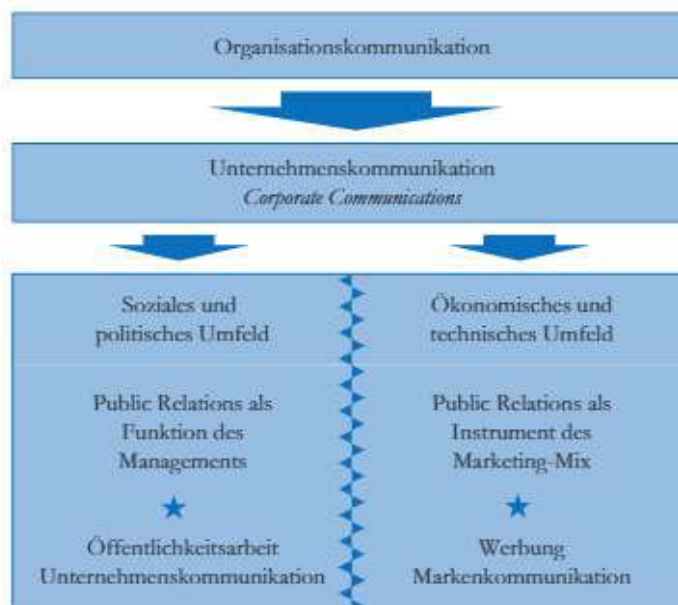 Organisationskommunikation
Unternehmenskommunikation
Corporate Communications
Soziales und
politisches Umfeld
Public Relations als
Funktion des
Managements
Öffentlichkeitsarbeit
Unternehmenskommunikation
Ökonomisches und
technisches Umfeld
Public Relations als
Instrument des
Marketing-Mix
Werbung
Markenkommunikation